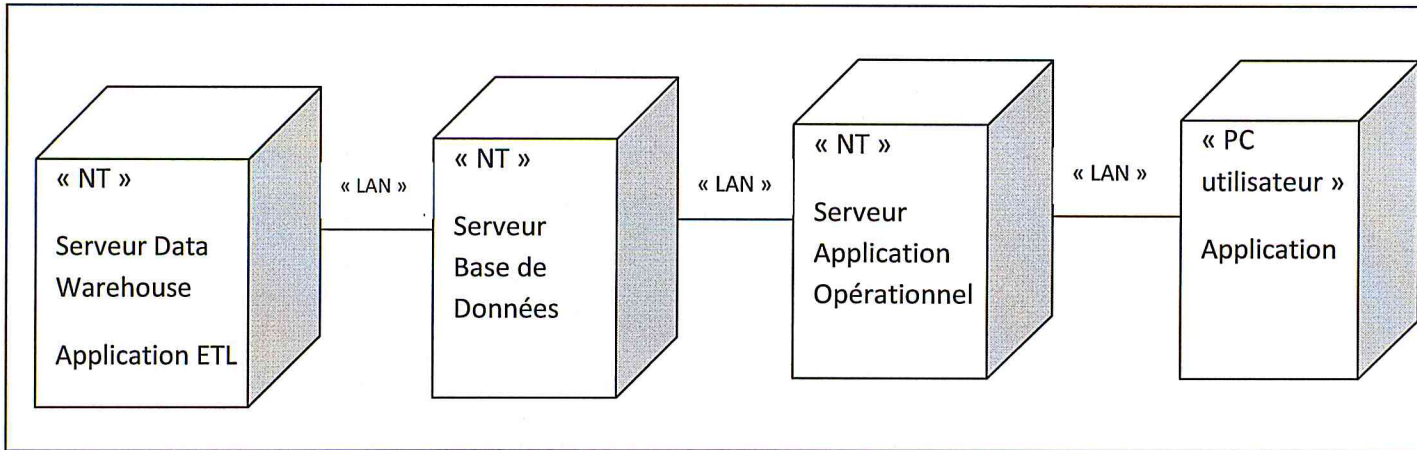 « NT »
Serveur Data
Warehouse
Application ETL
« LAN »
« NT »
Serveur
Base de
Données
« LAN »
« NT »
Serveur
Application
Opérationnel
« LAN »
« PC
utilisateur »
Application